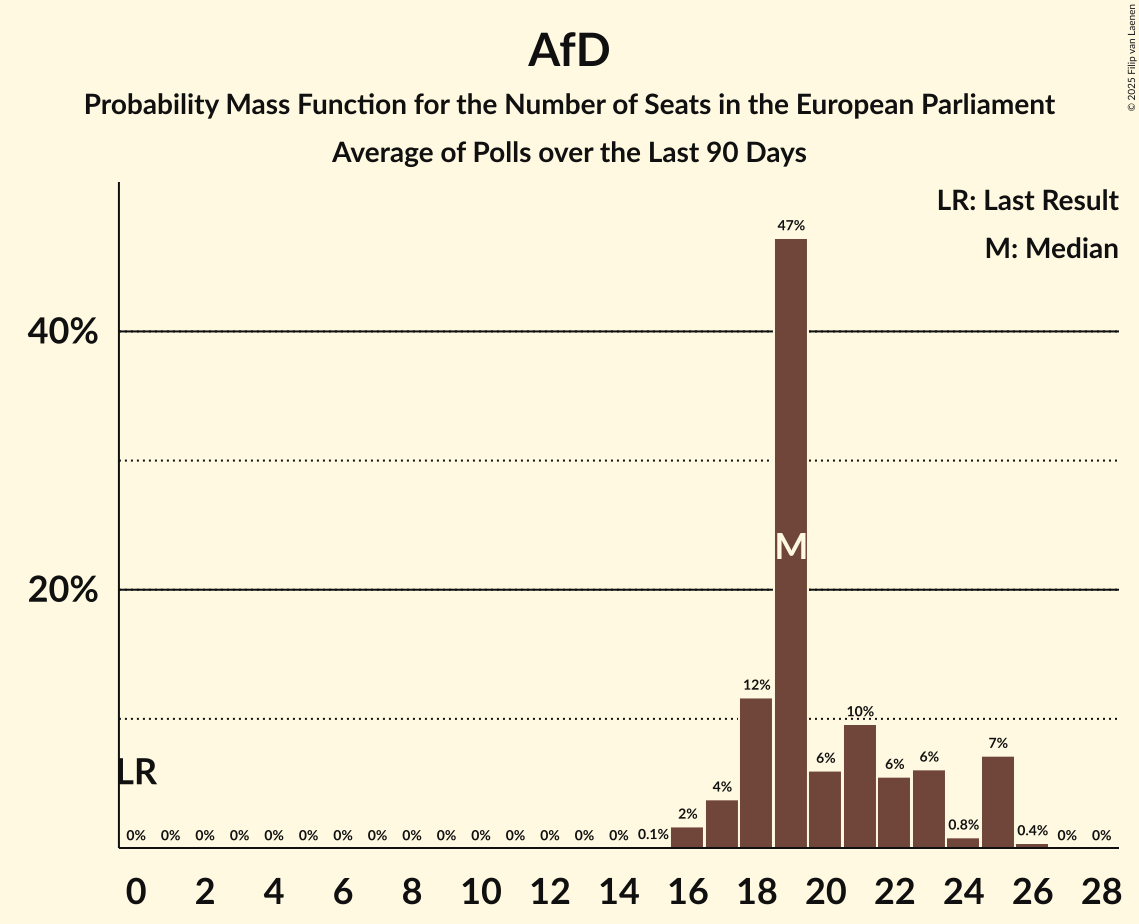 AfD
Probability Mass Function for the Number of Seats in the European Parliament
Average of Polls over the Last 90 Days
© 2025 Filip van Laenen
LR: Last Result
M: Median
47%
40%
M
20%
12%
10%
7%
6%
6%
6%
4%
2%
LR
0% 0% 0% 0% 0% 0% 0% 0% 0% 0% 0% 0% 0% 0% 0% 0.1% 0.8% 0.4% 0% 0%
0 2 4 6 8 10 12 14 16 18 20 22 24 26 28